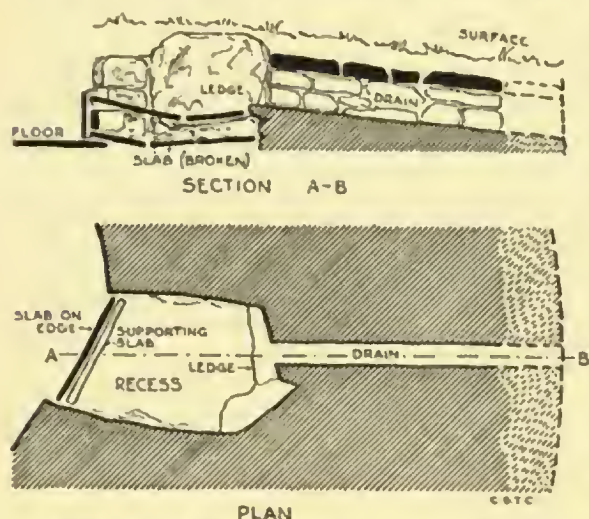 SURFACE
LEDGE
DRAIN
FLOOR
SLAB (BROKEN)
SECTION A-B
SLAB ON
EDGE
SUPPORTING
SLAB
A
DRAIN
B
LEDGE
RECESS
C.S.T.C.
PLAN